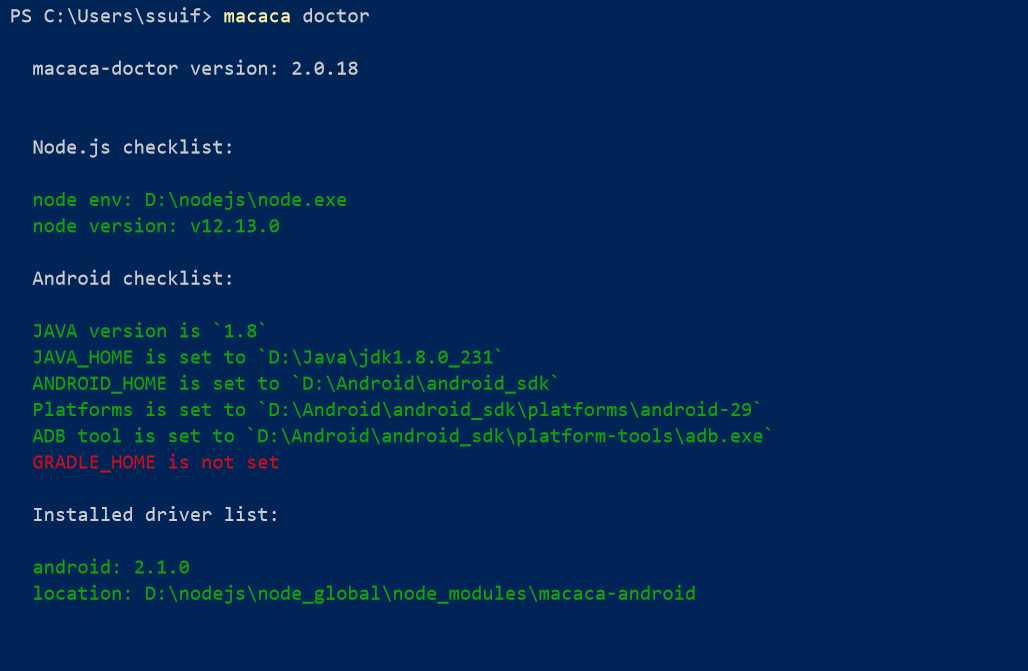 PS C:\Users\ssuif> macaca doctor
macaca-doctor version: 2.0.18
Node.js checklist:
node env: D:\nodejs\node.exe
node version: v12.13.0
Android checklist:
JAVA version is `1.8`
JAVA_HOME is set to `D:\Java\jdk1.8.0_231`
ANDROID_HOME is set to `D:\Android\android_sdk`
Platforms is set to `D:\Android\android_sdk\platforms\android-29`
ADB tool is set to `D:\Android\android_sdk\platform-tools\adb.exe`
GRADLE_HOME is not set
Installed driver list:
android: 2.1.0
location: D:\nodejs\node_global\node_modules\macaca-android